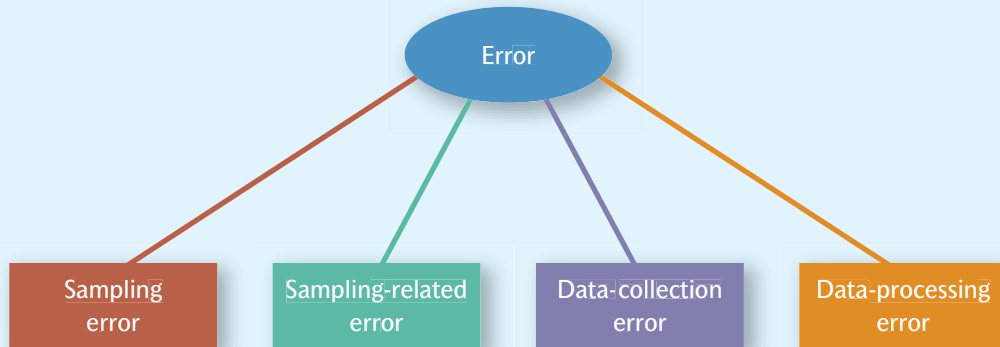 Error
Sampling
error
Sampling-related
error
Data-collection
error
Data-processing
error